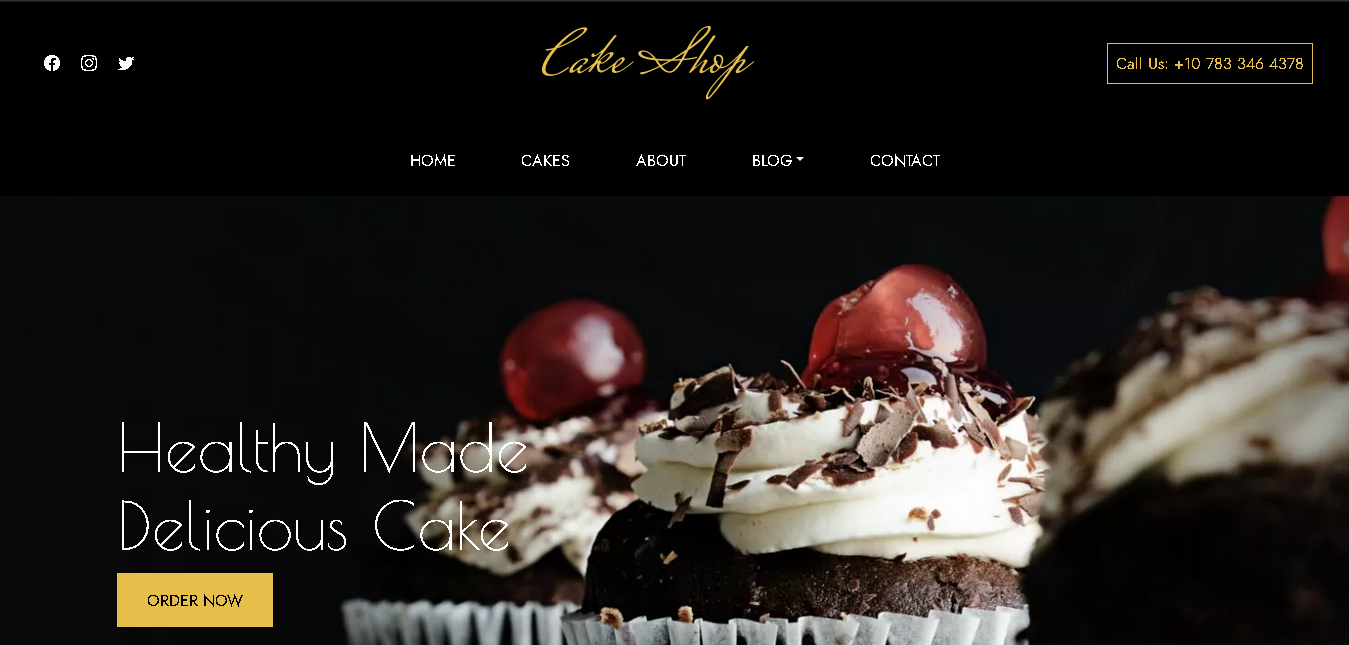 Cake Shop
Call Us: +10 783 346 4378
HOME CAKES ABOUT BLOG CONTACT
Healthy Made
Delicious Cake
ORDER NOW